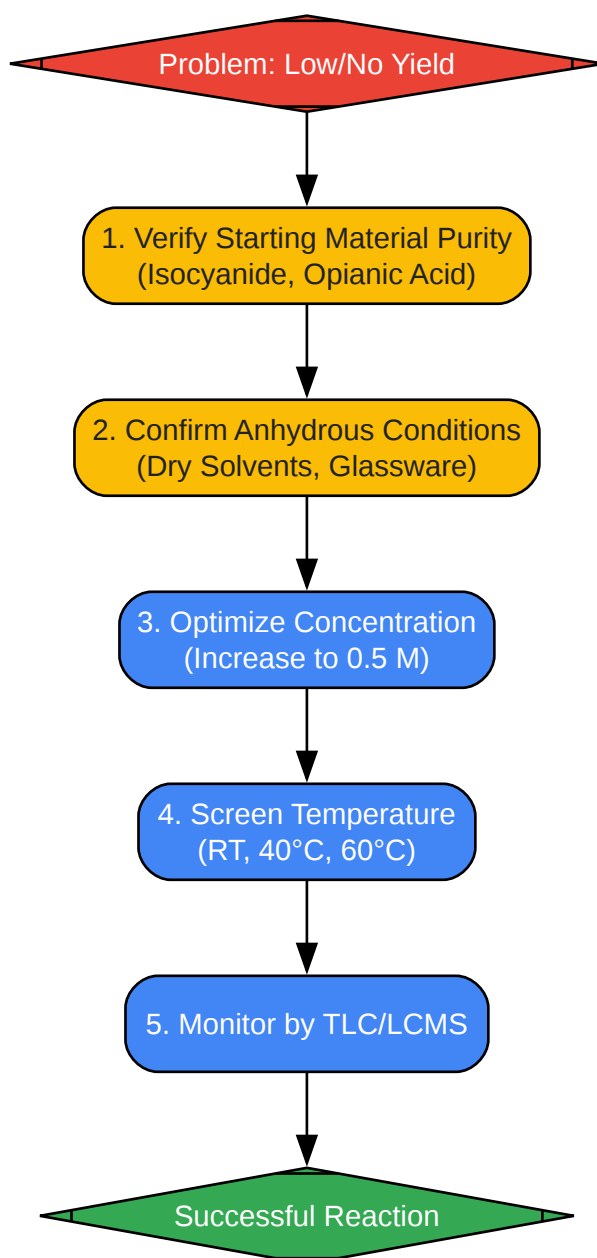 Problem: Low/No Yield
1. Verify Starting Material Purity
(Isocyanide, Opianic Acid)
2. Confirm Anhydrous Conditions
(Dry Solvents, Glassware)
3. Optimize Concentration
(Increase to 0.5 M)
4. Screen Temperature
(RT, 40°C, 60°C)
5. Monitor by TLC/LCMS
Successful Reaction